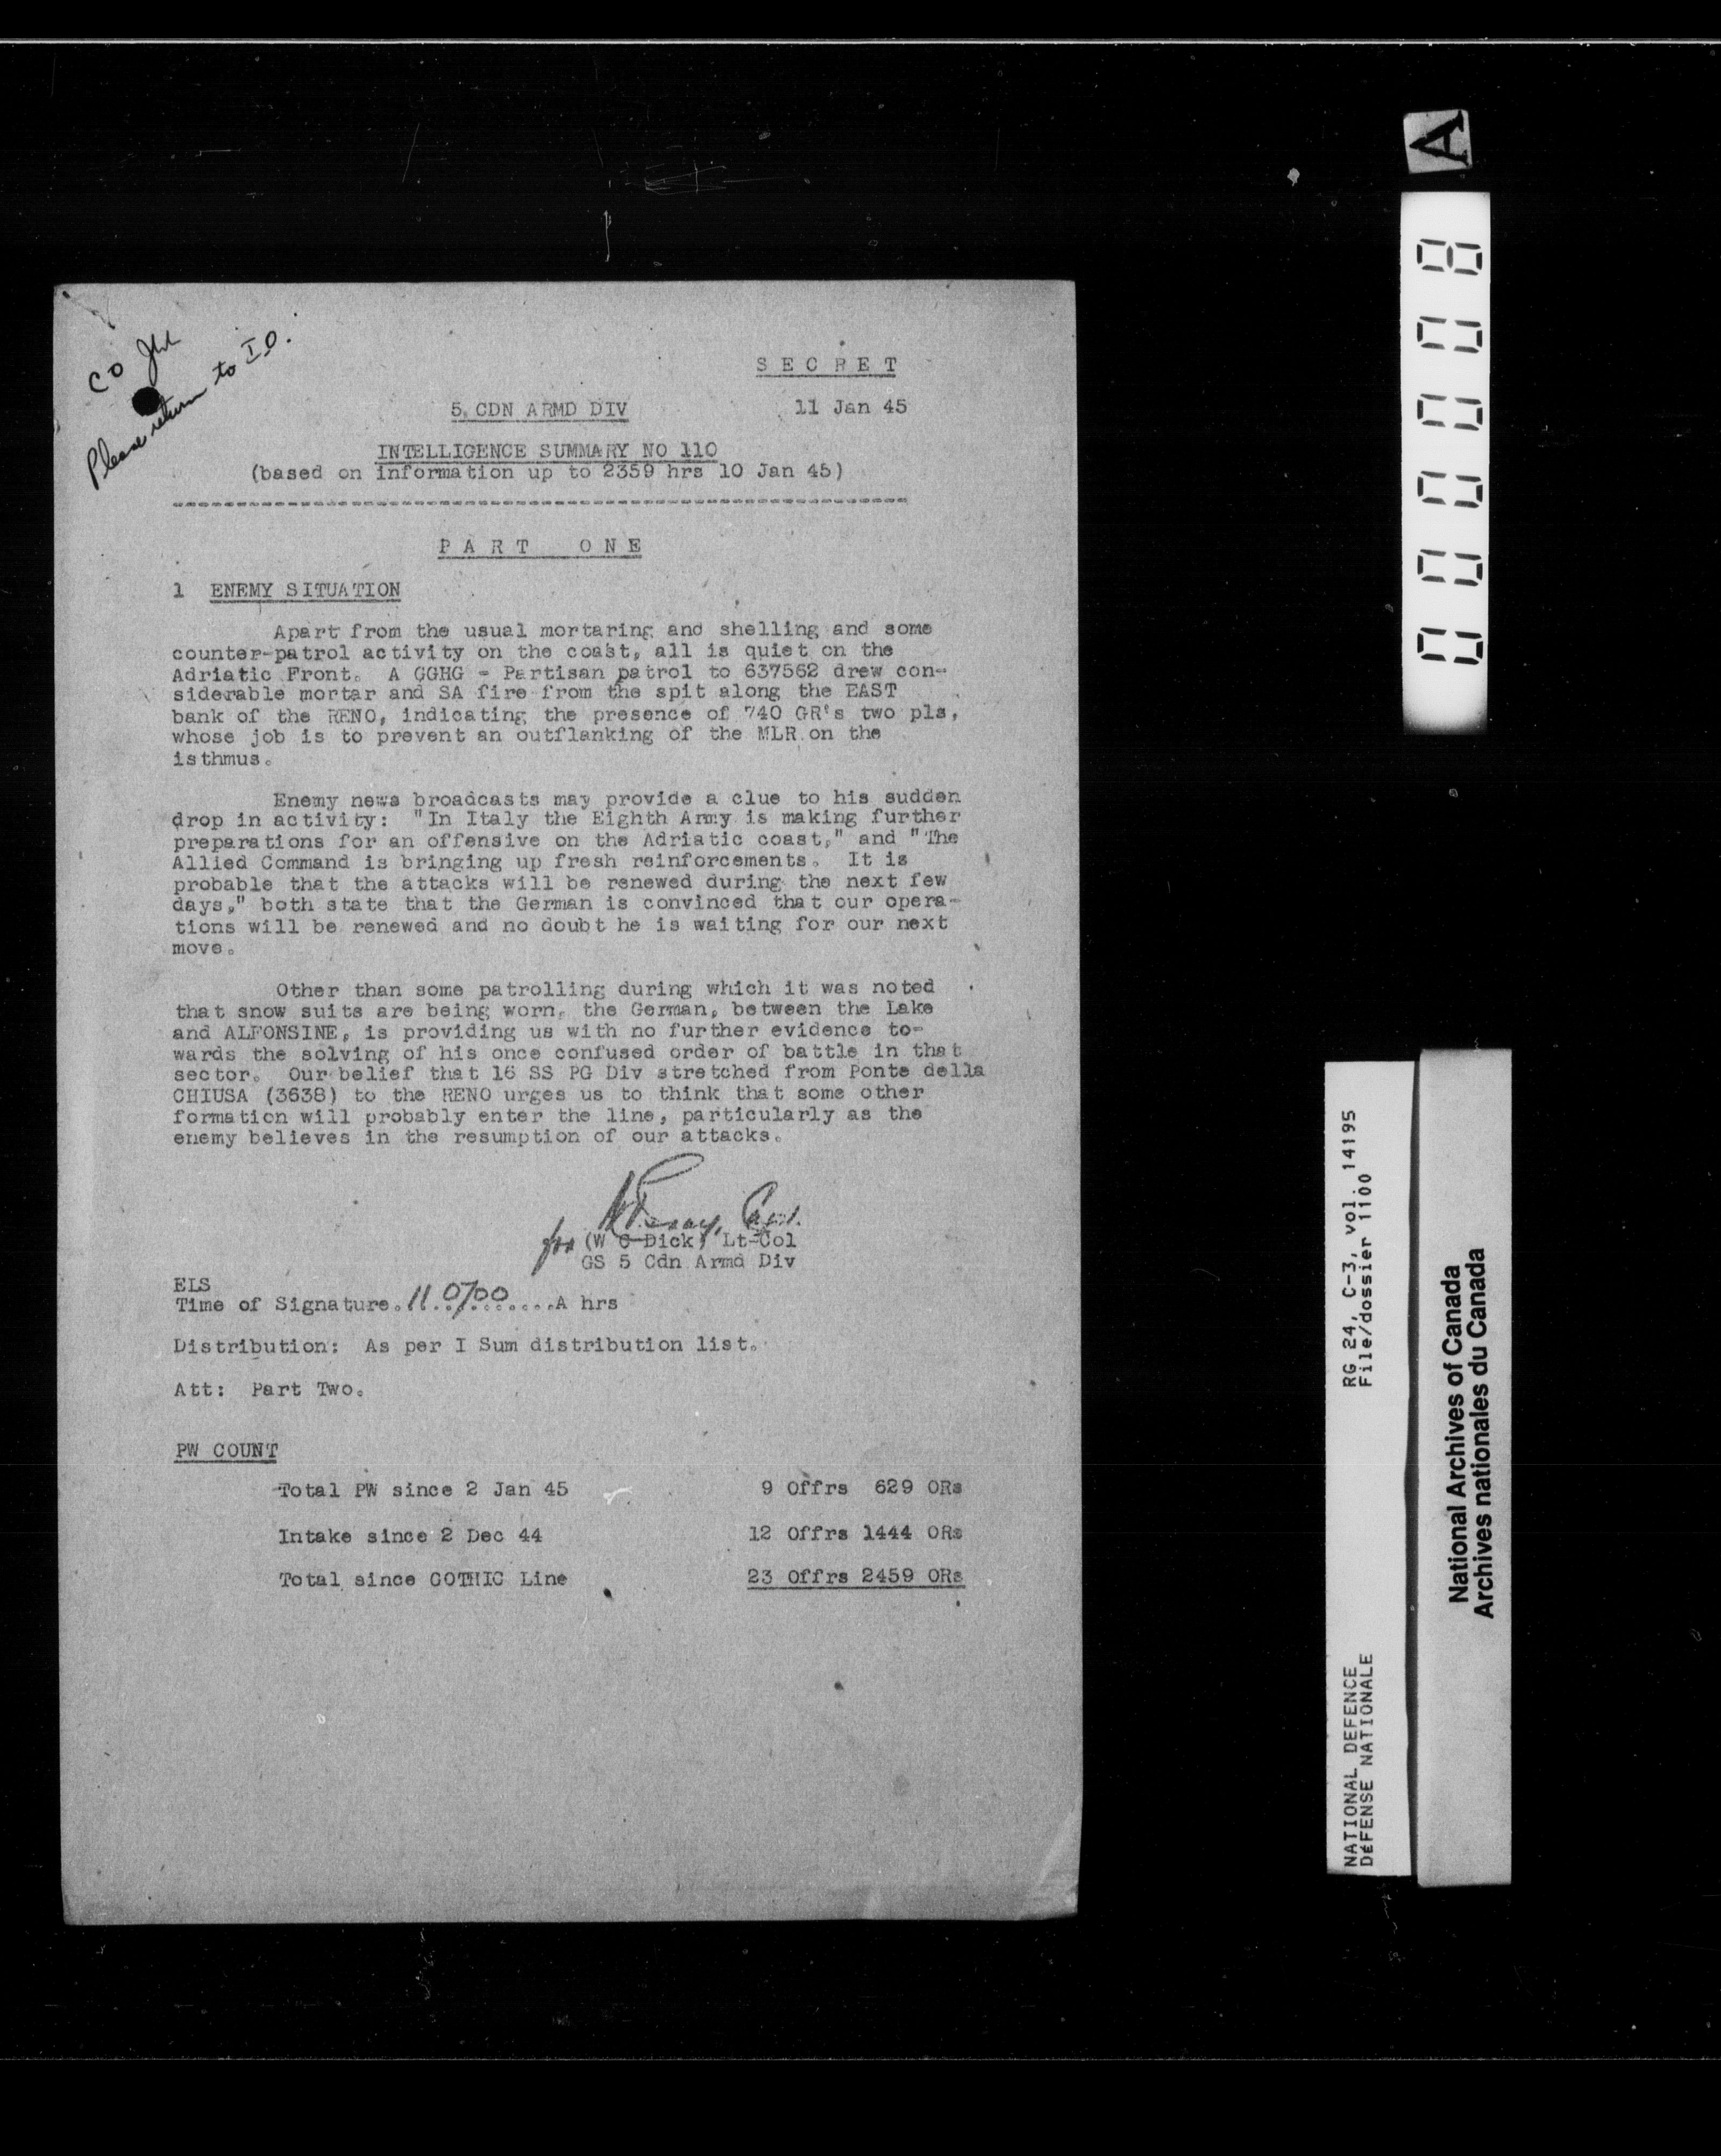 CO
Please return to I.O.
S E C R E T
5 CDN ARMD DIV 11 Jan 45
INTELLIGENCE SUMMARY NO 110
(based on information up to 2359 hrs 10 Jan 45)
P A R T   O N E
1 ENEMY SITUATION
Apart from the usual mortaring and shelling and some
counter-patrol activity on the coast, all is quiet on the
Adriatic Front. A GGHG - Partisan patrol to 637562 drew con-
siderable mortar and SA fire from the spit along the EAST
bank of the RENO, indicating the presence of 740 GR's two pls,
whose job is to prevent an outflanking of the MLR on the
isthmus.
Enemy news broadcasts may provide a clue to his sudden
drop in activity: "In Italy the Eighth Army is making further
preparations for an offensive on the Adriatic coast," and "The
Allied Command is bringing up fresh reinforcements. It is
probable that the attacks will be renewed during the next few
days," both state that the German is convinced that our opera-
tions will be renewed and no doubt he is waiting for our next
move.
Other than some patrolling during which it was noted
that snow suits are being worn, the German, between the Lake
and ALFONSINE, is providing us with no further evidence to-
wards the solving of his once confused order of battle in that
sector. Our belief that 16 SS PG Div stretched from Ponte della
CHIUSA (3638) to the RENO urges us to think that some other
formation will probably enter the line, particularly as the
enemy believes in the resumption of our attacks.
Capt.
for (W C Dick) Lt-Col
GS 5 Cdn Armd Div
ELS
Time of Signature..11.0700.......A hrs
Distribution: As per I Sum distribution list.
Att: Part Two.
PW COUNT
Total PW since 2 Jan 45 9 Offrs 629 ORs
Intake since 2 Dec 44 12 Offrs 1444 ORs
Total since GOTHIC Line 23 Offrs 2459 ORs
A
000008
RG 24, C-3, vol. 14195
File/dossier 1100
NATIONAL DEFENCE
DéFENSE NATIONALE
National Archives of Canada
Archives nationales du Canada